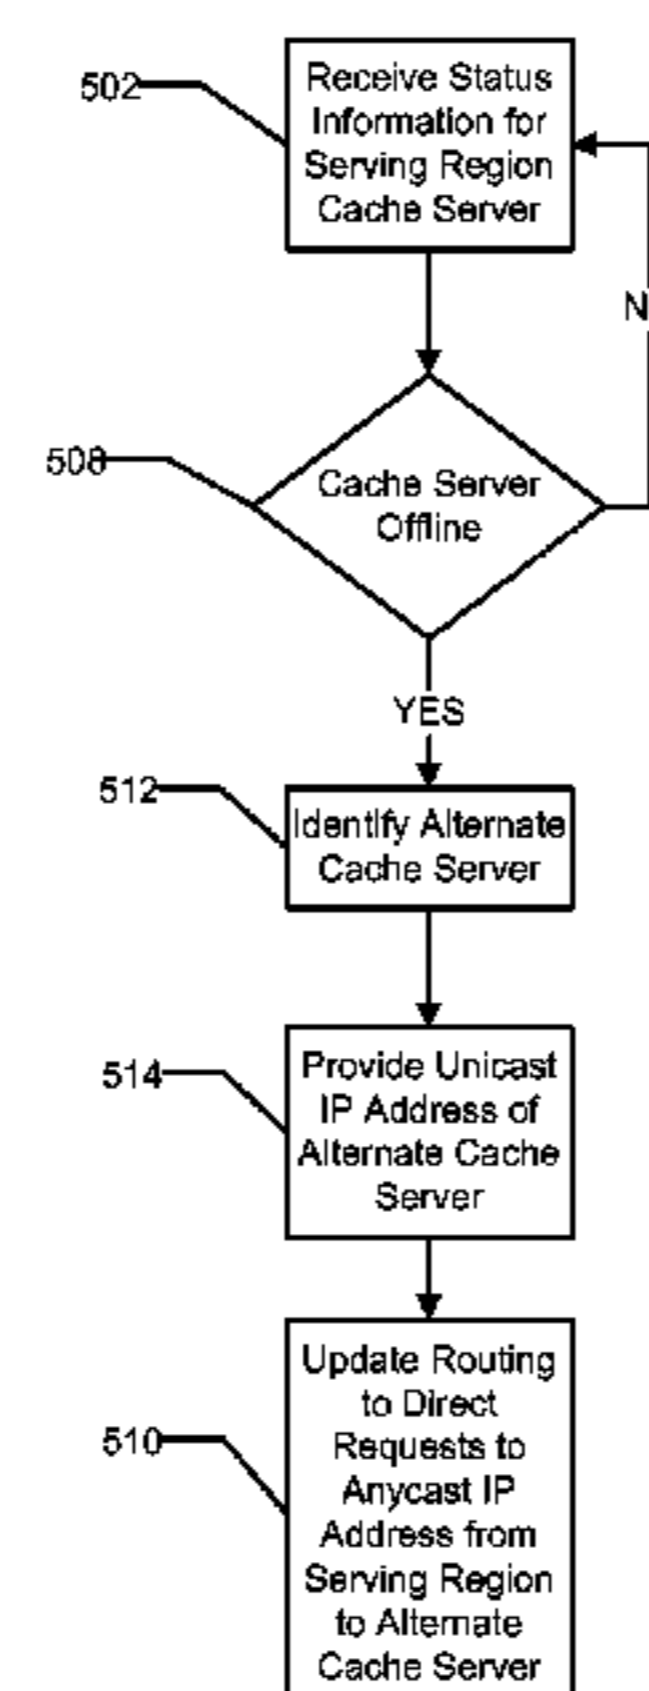 502
Receive Status
Information for
Serving Region
Cache Server
N
508
Cache Server
Offline
YES
512
Identify Alternate
Cache Server
514
Provide Unicast
IP Address of
Alternate Cache
Server
510
Update Routing
to Direct
Requests to
Anycast IP
Address from
Serving Region
to Alternate
Cache Server